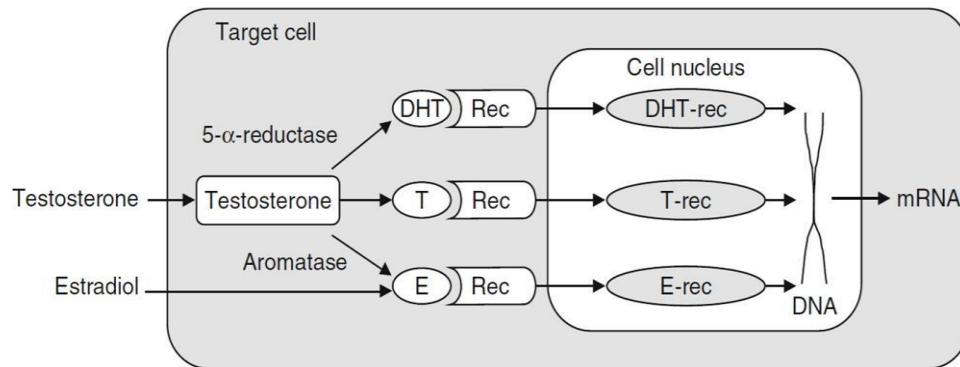 Target cell
Cell nucleus
DHT Rec DHT-rec
5-α-reductase
Testosterone Testosterone T Rec T-rec mRNA
Aromatase
Estradiol E Rec E-rec
DNA